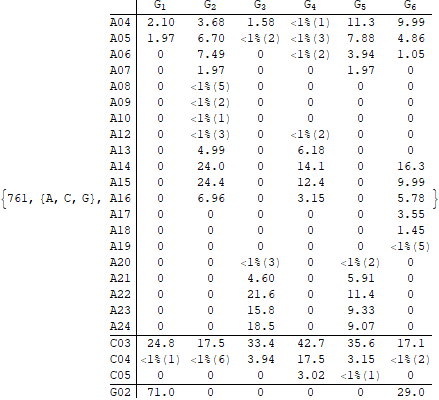 G1 G2 G3 G4 G5 G6
A04 2.10 3.68 1.58 <1%(1) 11.3 9.99
A05 1.97 6.70 <1%(2) <1%(3) 7.88 4.86
A06 0 7.49 0 <1%(2) 3.94 1.05
A07 0 1.97 0 0 1.97 0
A08 0 <1%(5) 0 0 0 0
A09 0 <1%(2) 0 0 0 0
A10 0 <1%(1) 0 0 0 0
A12 0 <1%(3) 0 <1%(2) 0 0
A13 0 4.99 0 6.18 0 0
A14 0 24.0 0 14.1 0 16.3
A15 0 24.4 0 12.4 0 9.99
{761, {A, C, G}, A16 0 6.96 0 3.15 0 5.78 }
A17 0 0 0 0 0 3.55
A18 0 0 0 0 0 1.45
A19 0 0 0 0 0 <1%(5)
A20 0 0 <1%(3) 0 <1%(2) 0
A21 0 0 4.60 0 5.91 0
A22 0 0 21.6 0 11.4 0
A23 0 0 15.8 0 9.33 0
A24 0 0 18.5 0 9.07 0
C03 24.8 17.5 33.4 42.7 35.6 17.1
C04 <1%(1) <1%(6) 3.94 17.5 3.15 <1%(2)
C05 0 0 0 3.02 <1%(1) 0
G02 71.0 0 0 0 0 29.0